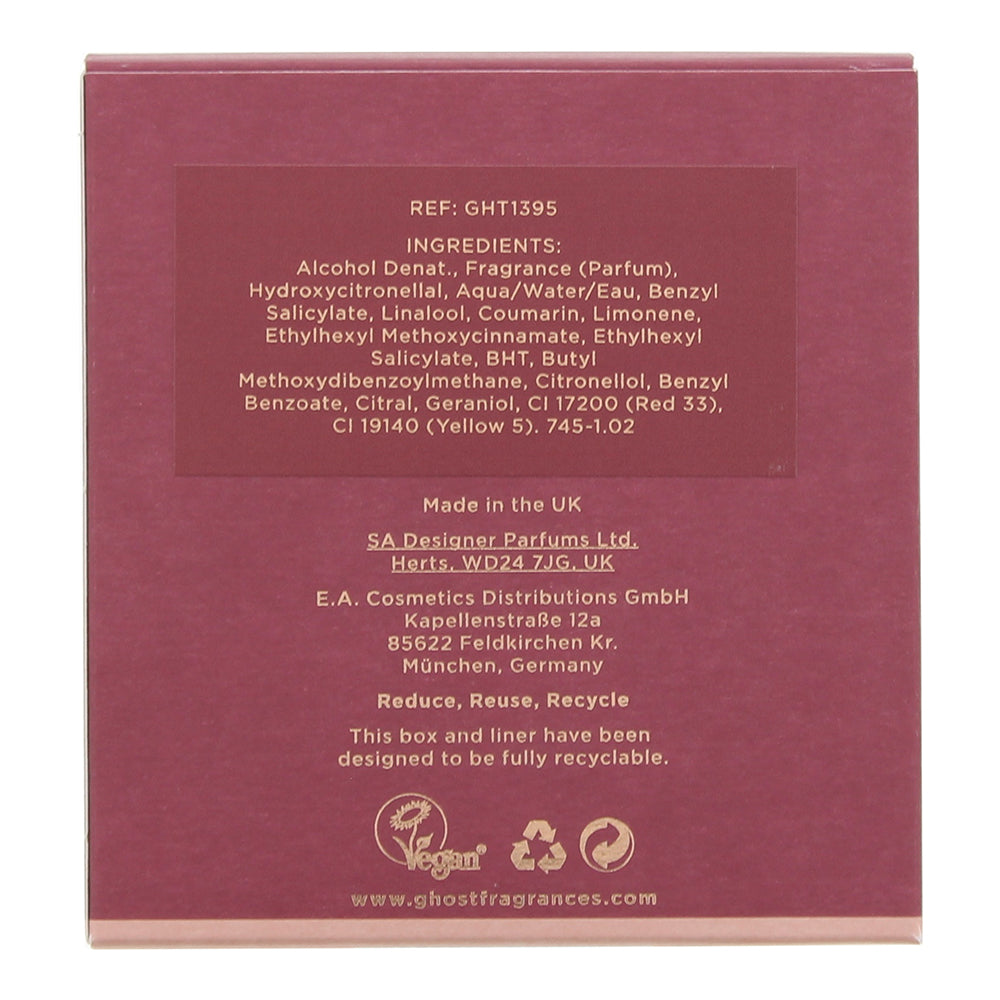 REF: GHT1395
INGREDIENTS:
Alcohol Denat., Fragrance (Parfum),
Hydroxycitronellal, Aqua/Water/Eau, Benzyl
Salicylate, Linalool, Coumarin, Limonene,
Ethylhexyl Methoxycinnamate, Ethylhexyl
Salicylate, BHT, Butyl
Methoxydibenzoylmethane, Citronellol, Benzyl
Benzoate, Citral, Geraniol, CI 17200 (Red 33),
CI 19140 (Yellow 5). 745-1.02
Made in the UK
SA Designer Parfums Ltd.
Herts, WD24 7JG, UK
E.A. Cosmetics Distributions GmbH
Kapellenstraße 12a
85622 Feldkirchen Kr.
München, Germany
Reduce, Reuse, Recycle
This box and liner have been
designed to be fully recyclable.
Vegan®
www.ghostfragrances.com